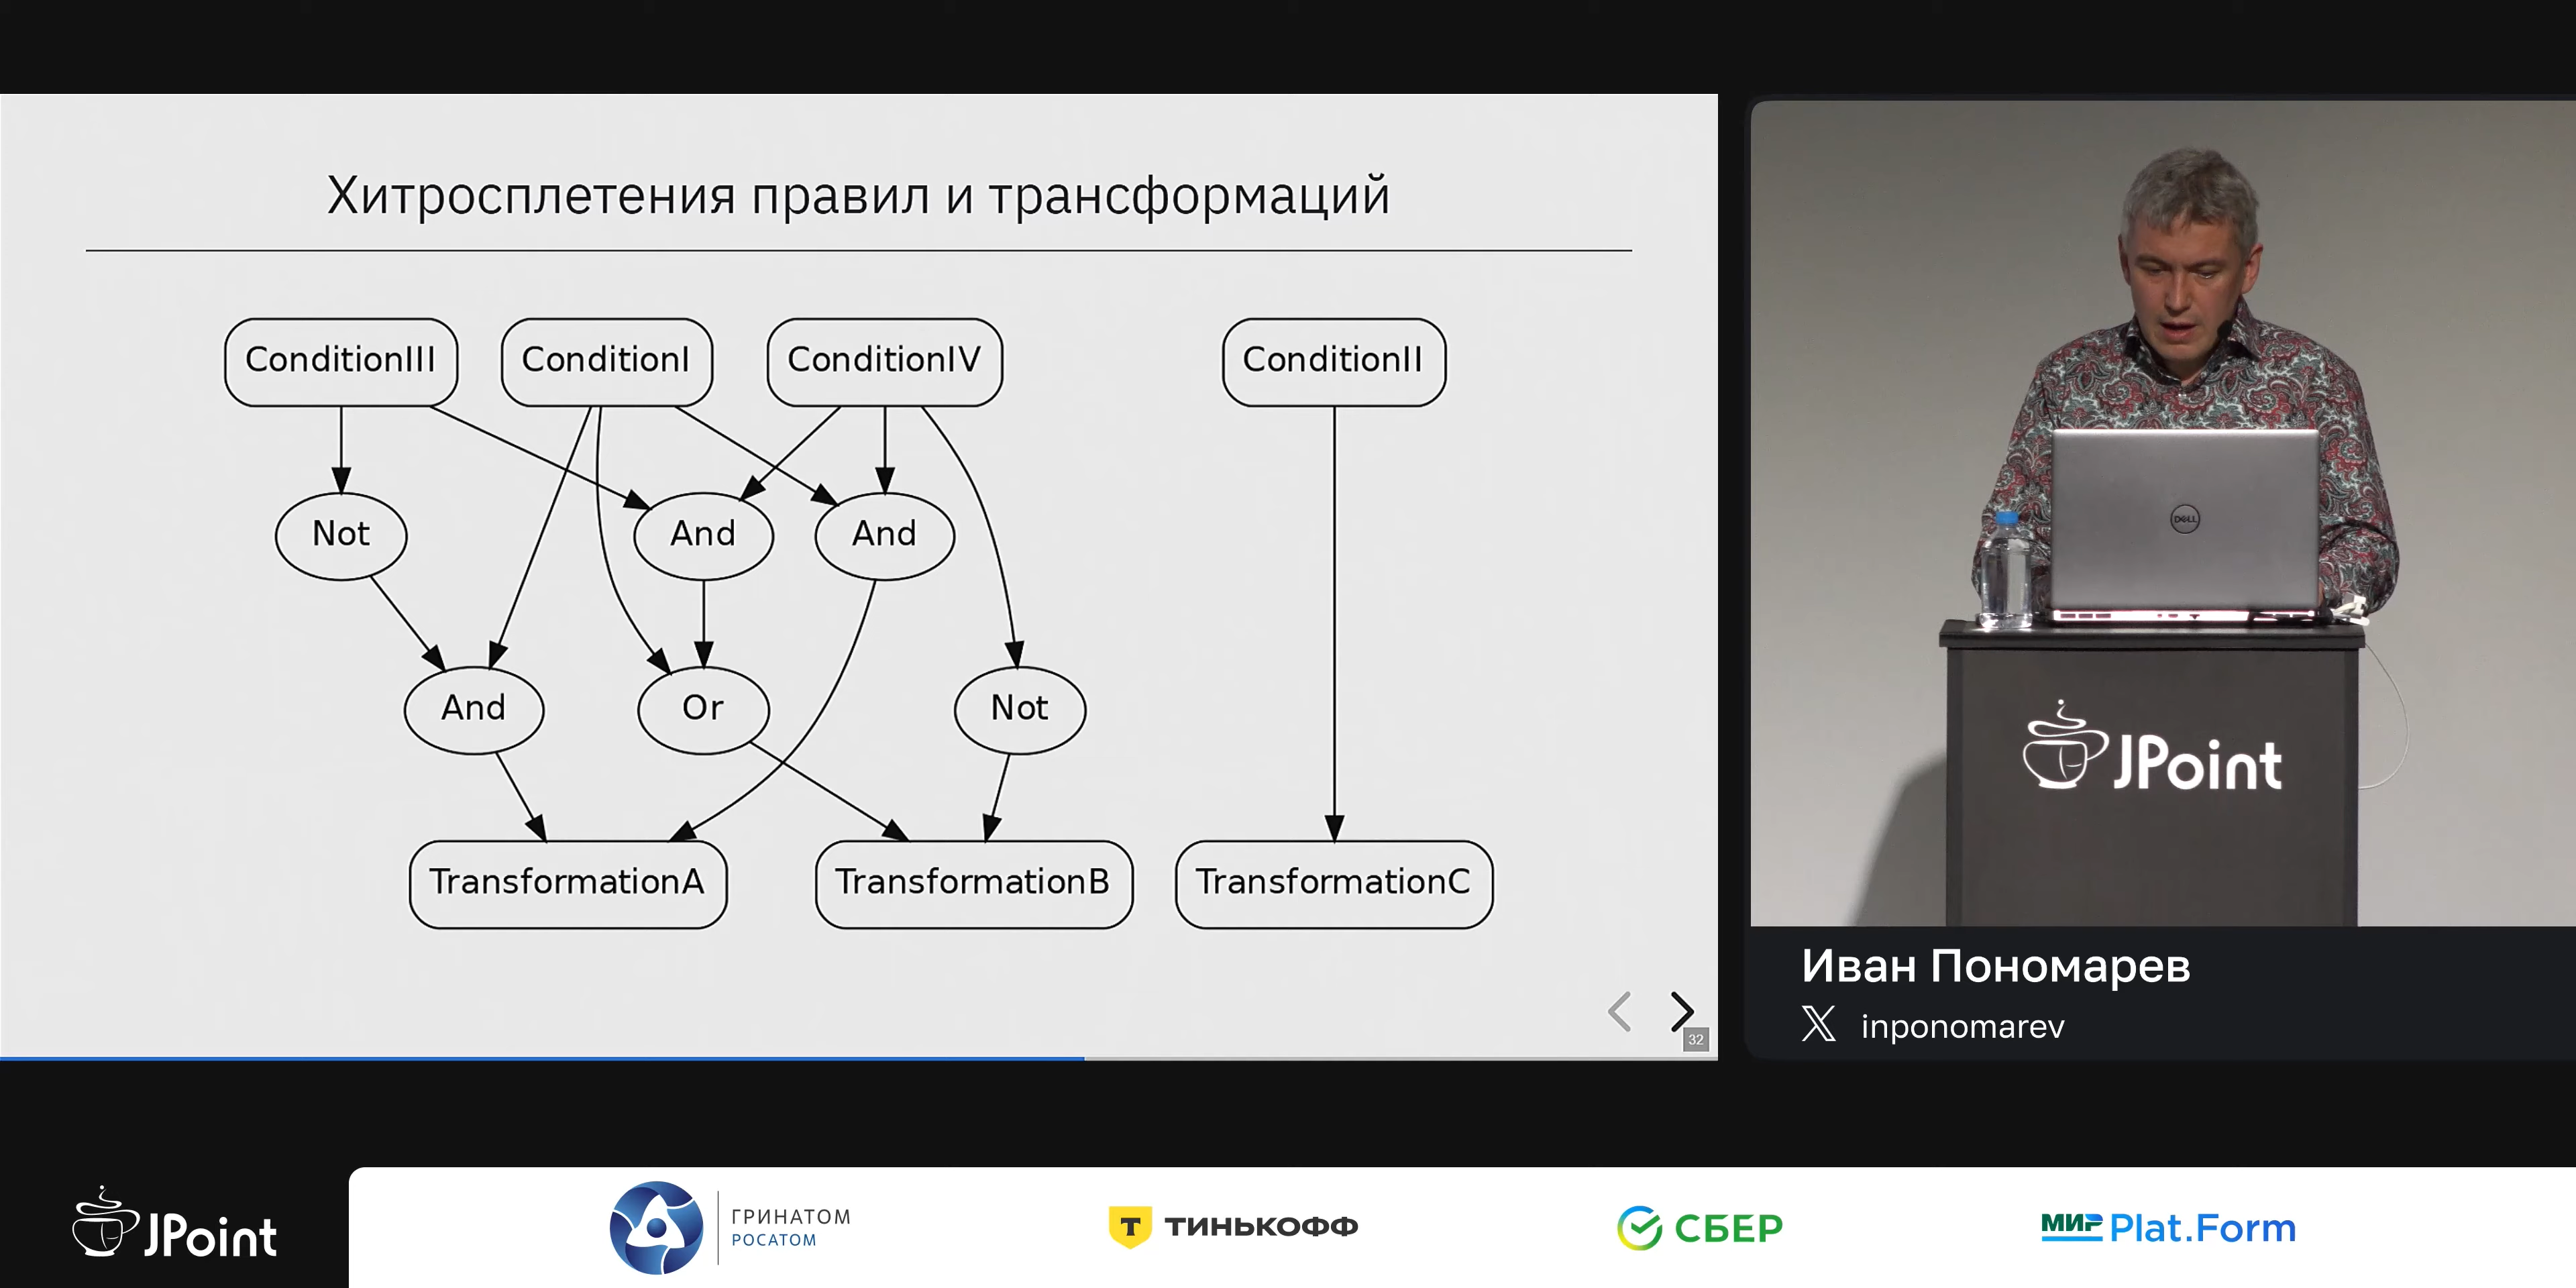 Хитросплетения правил и трансформаций
ConditionIII
ConditionI
ConditionIV
ConditionII
Not
And
And
And
Or
Not
TransformationA
TransformationB
TransformationC
32
DELL
JPoint
Иван Пономарев
inponomarev
JPoint
ГРИНАТОМ
РОСАТОМ
Т ТИНЬКОФФ
СБЕР
МИР Plat.Form